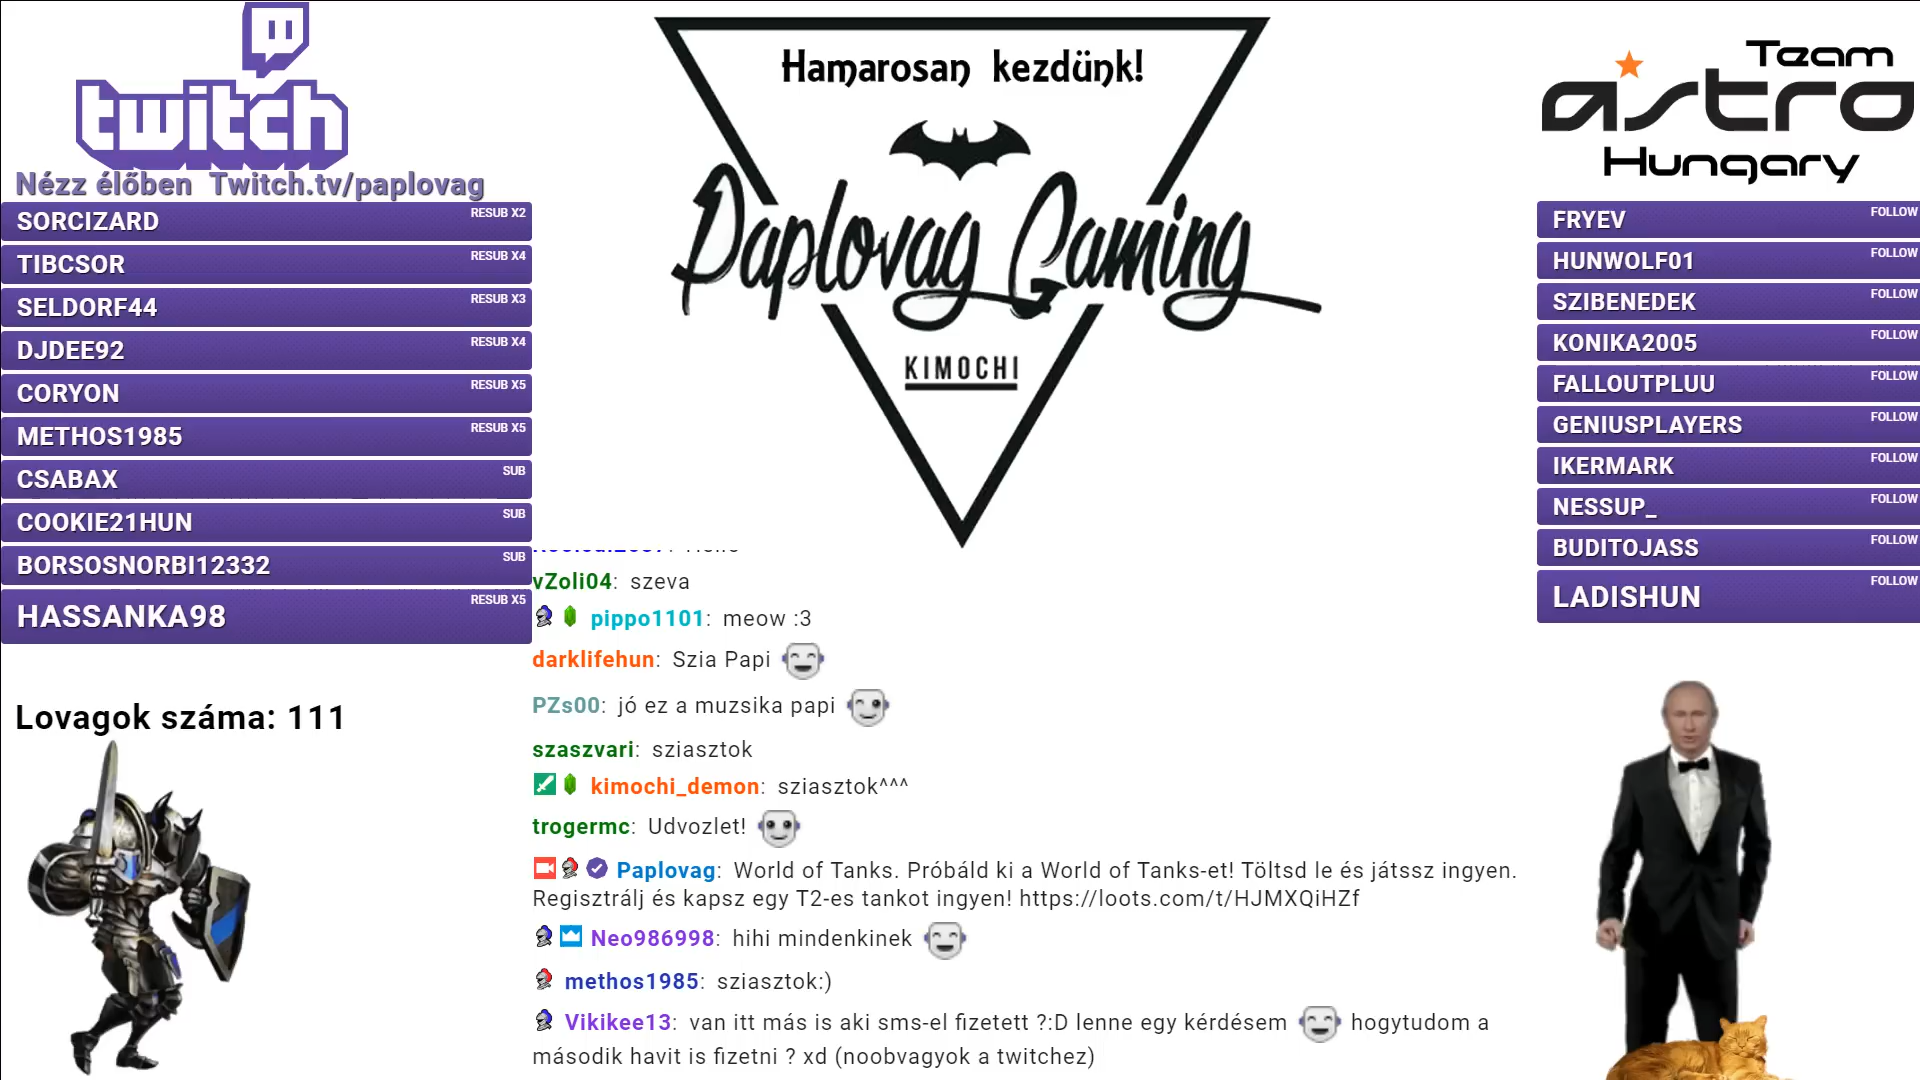 twitch
Nézz élőben Twitch.tv/paplovag
SORCIZARD RESUB X2
TIBCSOR RESUB X4
SELDORF44 RESUB X3
DJDEE92 RESUB X4
CORYON RESUB X5
METHOS1985 RESUB X5
CSABAX SUB
COOKIE21HUN SUB
BORSOSNORBI12332 SUB
HASSANKA98 RESUB X5
Lovagok száma: 111
Hamarosan kezdünk!
Paplovag Gaming
KIMOCHI
vZoli04: szeva
pippo1101: meow :3
darklifehun: Szia Papi
PZs00: jó ez a muzsika papi
szaszvari: sziasztok
kimochi_demon: sziasztok^^^
trogermc: Udvozlet!
Paplovag: World of Tanks. Próbáld ki a World of Tanks-et! Töltsd le és játssz ingyen.
Regisztrálj és kapsz egy T2-es tankot ingyen! https://loots.com/t/HJMXQiHZf
Neo986998: hihi mindenkinek
methos1985: sziasztok:)
Vikikee13: van itt más is aki sms-el fizetett ?:D lenne egy kérdésem hogytudom a
második havit is fizetni ? xd (noobvagyok a twitchez)
Team
astro
Hungary
FRYEV FOLLOW
HUNWOLF01 FOLLOW
SZIBENEDEK FOLLOW
KONIKA2005 FOLLOW
FALLOUTPLUU FOLLOW
GENIUSPLAYERS FOLLOW
IKERMARK FOLLOW
NESSUP_ FOLLOW
BUDITOJASS FOLLOW
LADISHUN FOLLOW